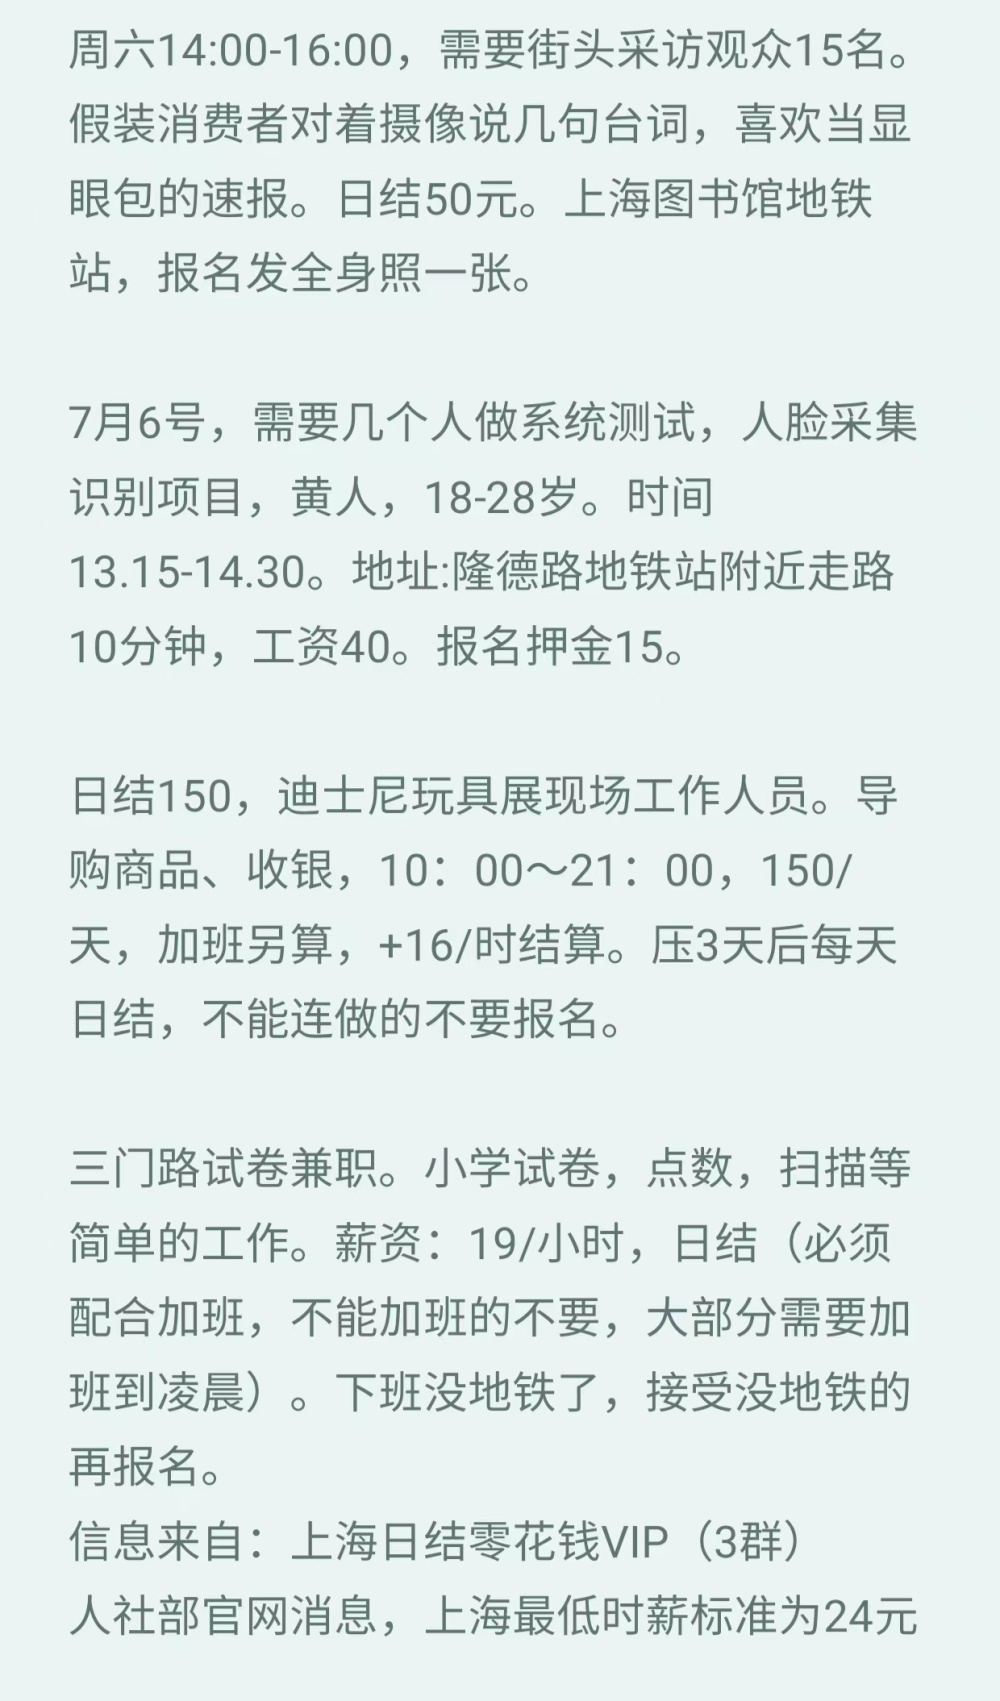 周六14:00-16:00，需要街头采访观众15名。
假装消费者对着摄像说几句台词，喜欢当显
眼包的速报。日结50元。上海图书馆地铁
站，报名发全身照一张。
7月6号，需要几个人做系统测试，人脸采集
识别项目，黄人，18-28岁。时间
13.15-14.30。地址:隆德路地铁站附近走路
10分钟，工资40。报名押金15。
日结150，迪士尼玩具展现场工作人员。导
购商品、收银，10：00～21：00，150/
天，加班另算，+16/时结算。压3天后每天
日结，不能连做的不要报名。
三门路试卷兼职。小学试卷，点数，扫描等
简单的工作。薪资：19/小时，日结（必须
配合加班，不能加班的不要，大部分需要加
班到凌晨）。下班没地铁了，接受没地铁的
再报名。
信息来自：上海日结零花钱VIP（3群）
人社部官网消息，上海最低时薪标准为24元